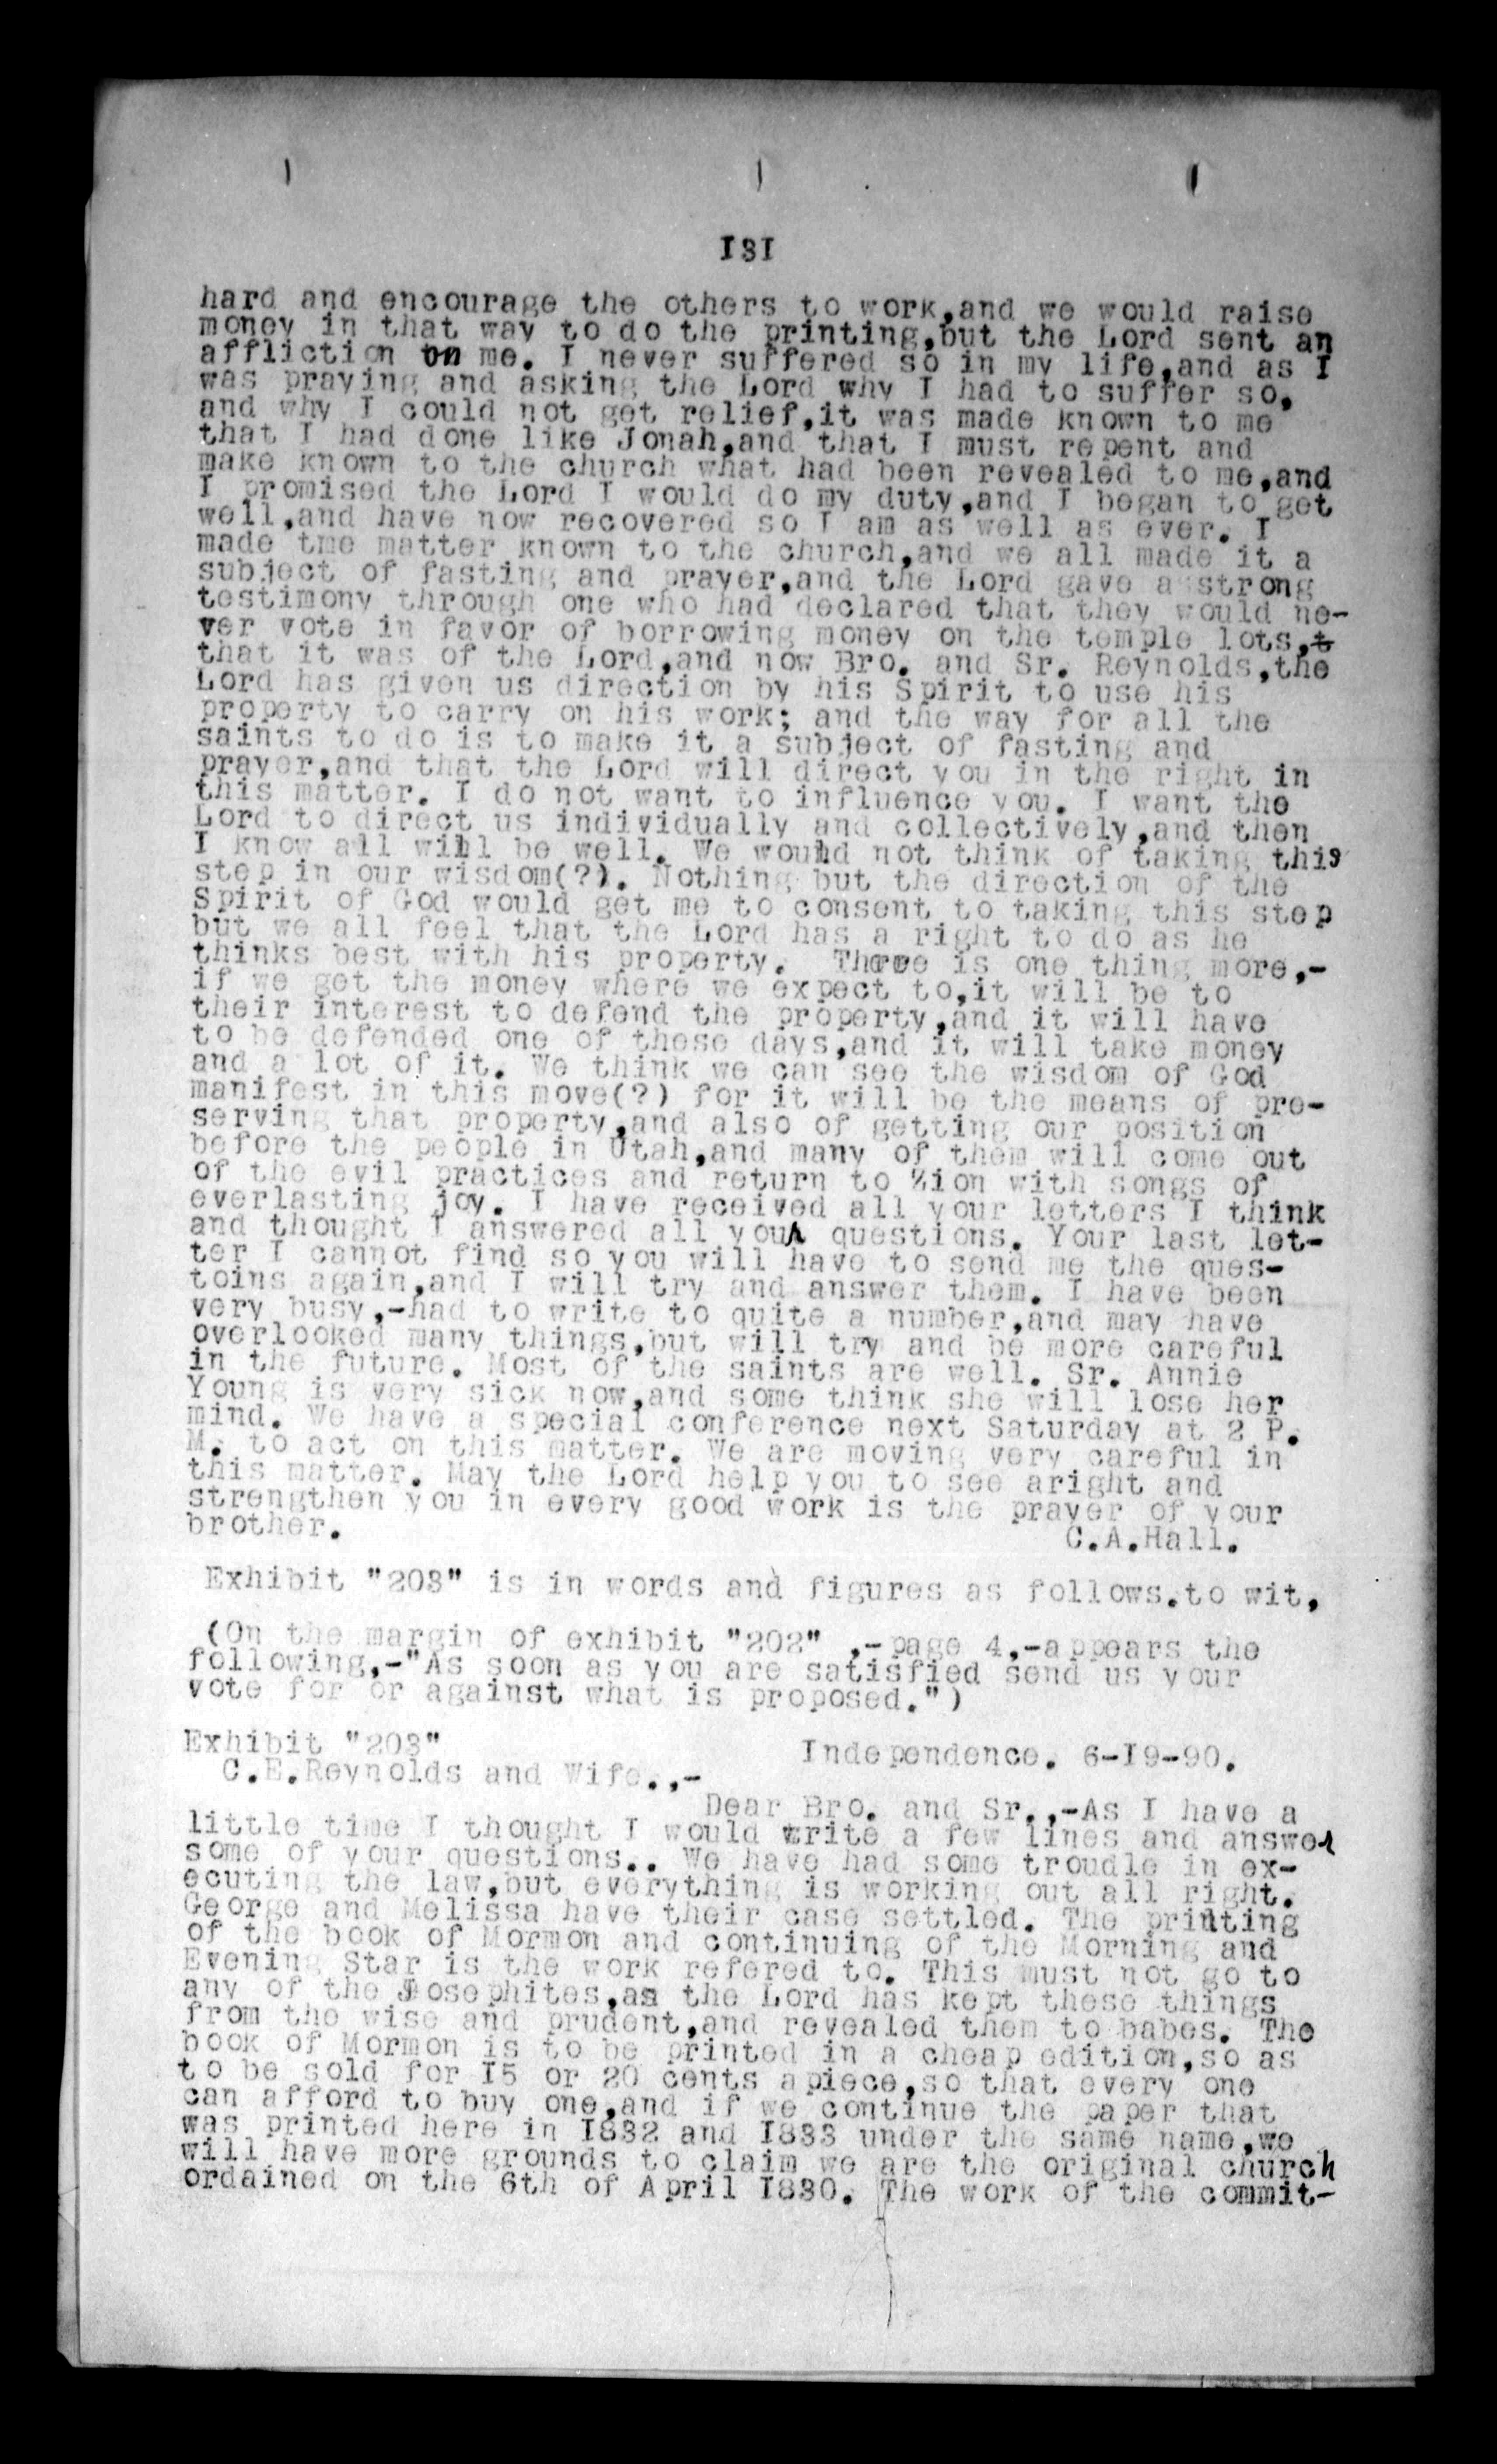 I3I
hard and encourage the others to work,and we would raise
money in that way to do the printing,but the Lord sent an
affliction on me. I never suffered so in my life,and as I
was praying and asking the Lord why I had to suffer so,
and why I could not get relief,it was made known to me
that I had done like Jonah,and that I must repent and
make known to the church what had been revealed to me,and
I promised the Lord I would do my duty,and I began to get
well,and have now recovered so I am as well as ever. I
made tme matter known to the church,and we all made it a
subject of fasting and prayer,and the Lord gave a strong
testimony through one who had declared that they would ne-
ver vote in favor of borrowing money on the temple lots,t
that it was of the Lord,and now Bro. and Sr. Reynolds,the
Lord has given us direction by his Spirit to use his
property to carry on his work; and the way for all the
saints to do is to make it a subject of fasting and
prayer,and that the Lord will direct you in the right in
this matter. I do not want to influence you. I want the
Lord to direct us individually and collectively,and then
I know all will be well. We would not think of taking this
step in our wisdom(?). Nothing but the direction of the
Spirit of God would get me to consent to taking this step
but we all feel that the Lord has a right to do as he
thinks best with his property. There is one thing more,-
if we get the money where we expect to,it will be to
their interest to defend the property,and it will have
to be defended one of these days,and it will take money
and a lot of it. We think we can see the wisdom of God
manifest in this move(?) for it will be the means of pre-
serving that property,and also of getting our position
before the people in Utah,and many of them will come out
of the evil practices and return to Zion with songs of
everlasting joy. I have received all your letters I think
and thought I answered all your questions. Your last let-
ter I cannot find so you will have to send me the ques-
toins again,and I will try and answer them. I have been
very busy,-had to write to quite a number,and may have
overlooked many things,but will try and be more careful
in the future. Most of the saints are well. Sr. Annie
Young is very sick now,and some think she will lose her
mind. We have a special conference next Saturday at 2 P.
M. to act on this matter. We are moving very careful in
this matter. May the Lord help you to see aright and
strengthen you in every good work is the prayer of your
brother.
C.A.Hall.
Exhibit "203" is in words and figures as follows.to wit,
(On the margin of exhibit "202" ,-page 4,-appears the
following,-"As soon as you are satisfied send us your
vote for or against what is proposed.")
Exhibit "203"
Independence. 6-I9-90.
C.E.Reynolds and Wife.,-
Dear Bro. and Sr.,-As I have a
little time I thought I would write a few lines and answer
some of your questions.. We have had some troudle in ex-
ecuting the law,but everything is working out all right.
George and Melissa have their case settled. The printing
of the book of Mormon and continuing of the Morning and
Evening Star is the work refered to. This must not go to
any of the Josephites,as the Lord has kept these things
from the wise and prudent,and revealed them to babes. The
book of Mormon is to be printed in a cheap edition,so as
to be sold for I5 or 20 cents apiece,so that every one
can afford to buy one,and if we continue the paper that
was printed here in I832 and I833 under the same name,we
will have more grounds to claim we are the original church
ordained on the 6th of April I830. The work of the commit-